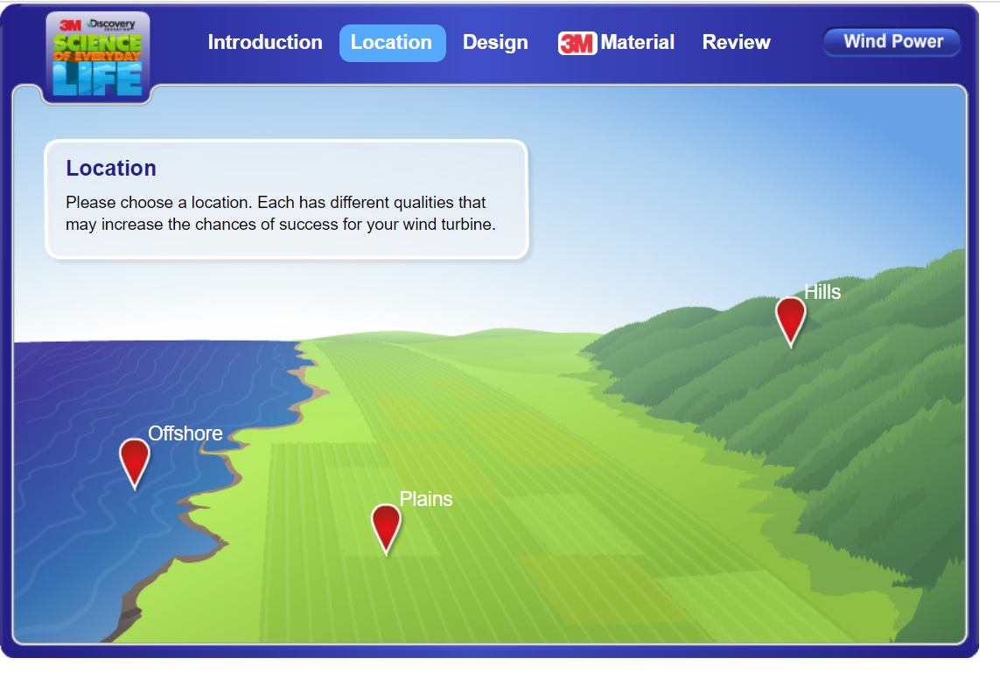 3M Discovery
EDUCATION
SCIENCE
OF EVERYDAY
LIFE
Introduction
Location
Design
3M Material
Review
Wind Power
Location
Please choose a location. Each has different qualities that
may increase the chances of success for your wind turbine.
Hills
Offshore
Plains